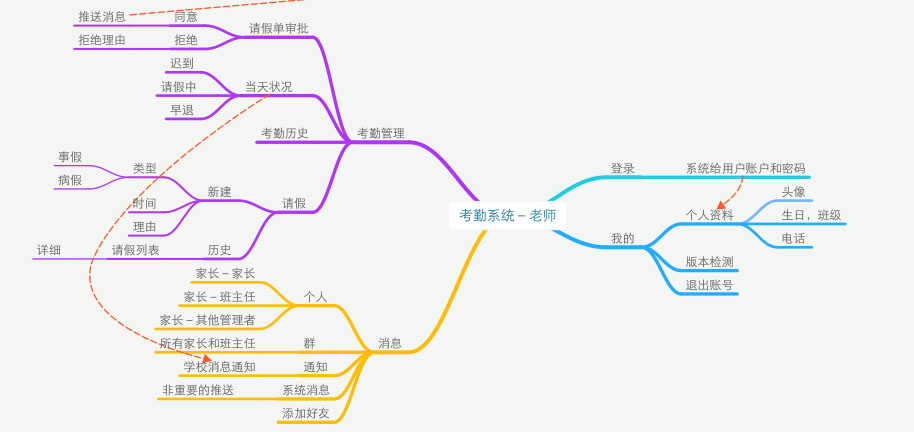 考勤系统 – 老师
登录
系统给用户账户和密码
我的
个人资料
头像
生日，班级
电话
版本检测
退出账号
考勤管理
请假单审批
同意
推送消息
拒绝
拒绝理由
当天状况
迟到
请假中
早退
考勤历史
请假
新建
类型
事假
病假
时间
理由
历史
请假列表
详细
消息
个人
家长 – 家长
家长 – 班主任
家长 – 其他管理者
群
所有家长和班主任
通知
学校消息通知
系统消息
非重要的推送
添加好友